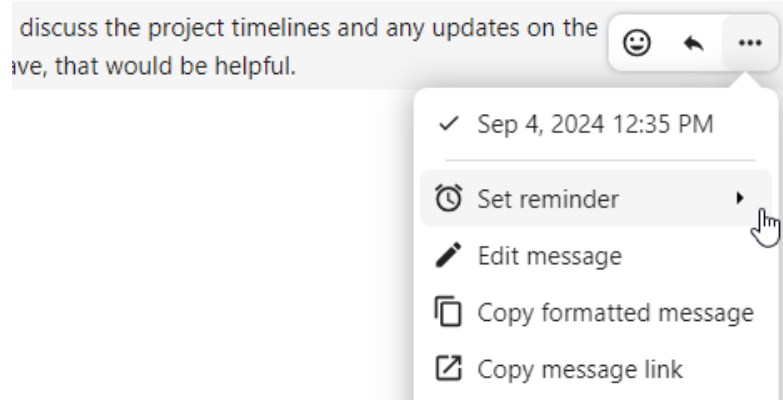 discuss the project timelines and any updates on the
ave, that would be helpful.
Sep 4, 2024 12:35 PM
Set reminder
Edit message
Copy formatted message
Copy message link